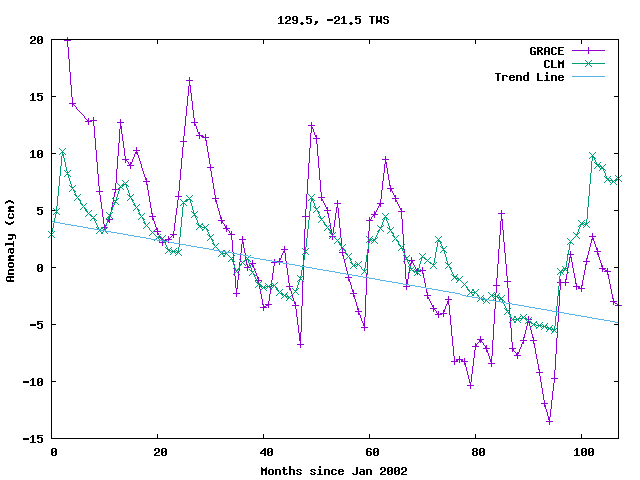 129.5, -21.5 TWS
GRACE
CLM
Trend Line
20
15
10
5
0
-5
-10
-15
Anomaly (cm)
0 20 40 60 80 100
Months since Jan 2002